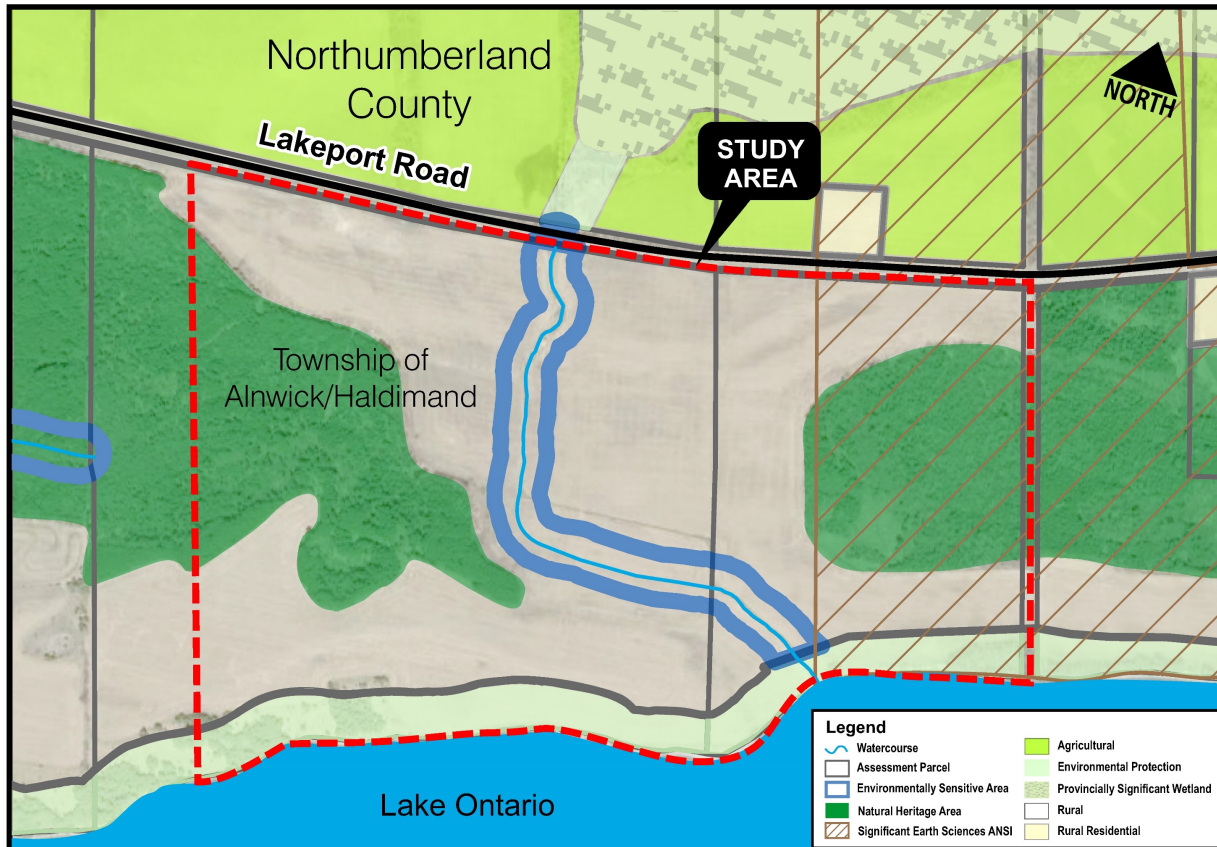 Northumberland
County
NORTH
Lakeport Road
STUDY
AREA
Township of
Alnwick/Haldimand
Lake Ontario
Legend
Watercourse
Assessment Parcel
Environmentally Sensitive Area
Natural Heritage Area
Significant Earth Sciences ANSI
Agricultural
Environmental Protection
Provincially Significant Wetland
Rural
Rural Residential